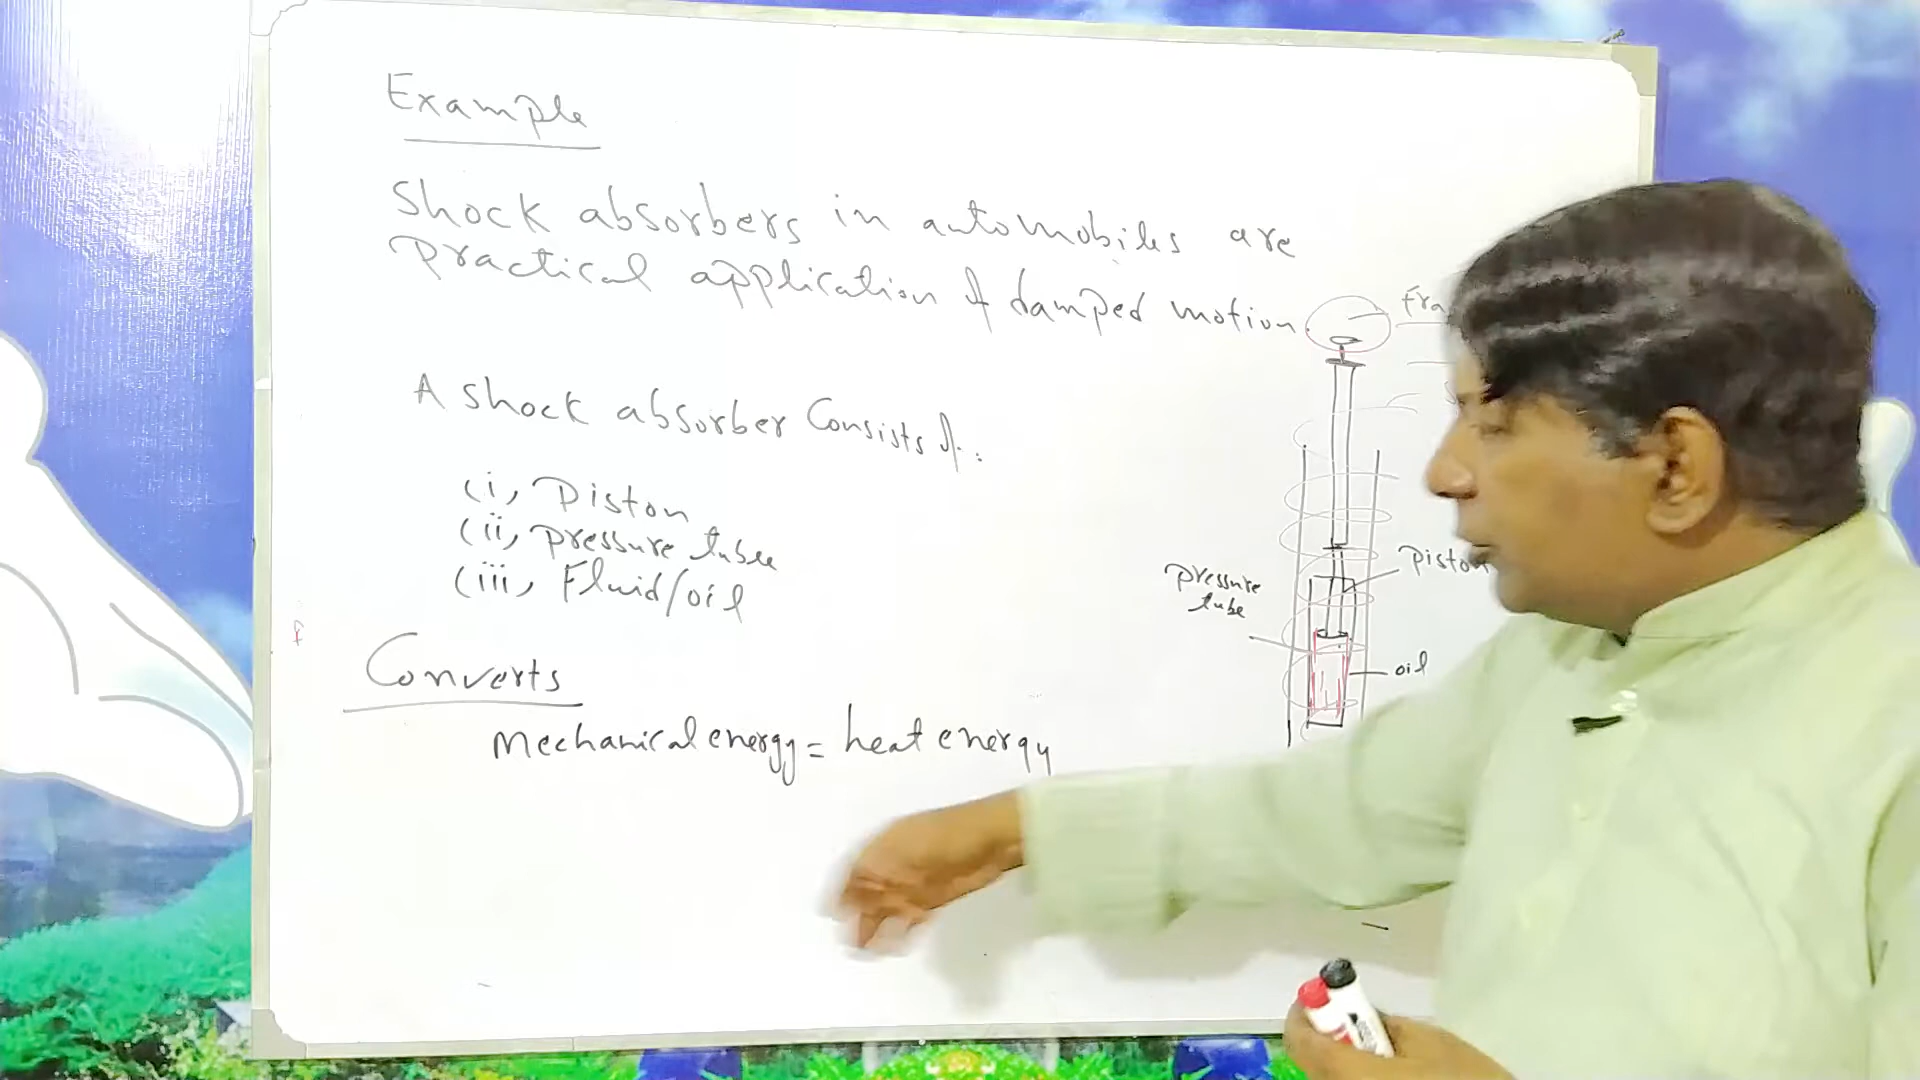 Example
Shock absorbers in automobiles are
practical application of damped motion.
A shock absorber Consists of:
(i) Piston
(ii) pressure tube
(iii) Fluid/oil
Converts
mechanical energy = heat energy
Fra
pressure
tube
piston
oil